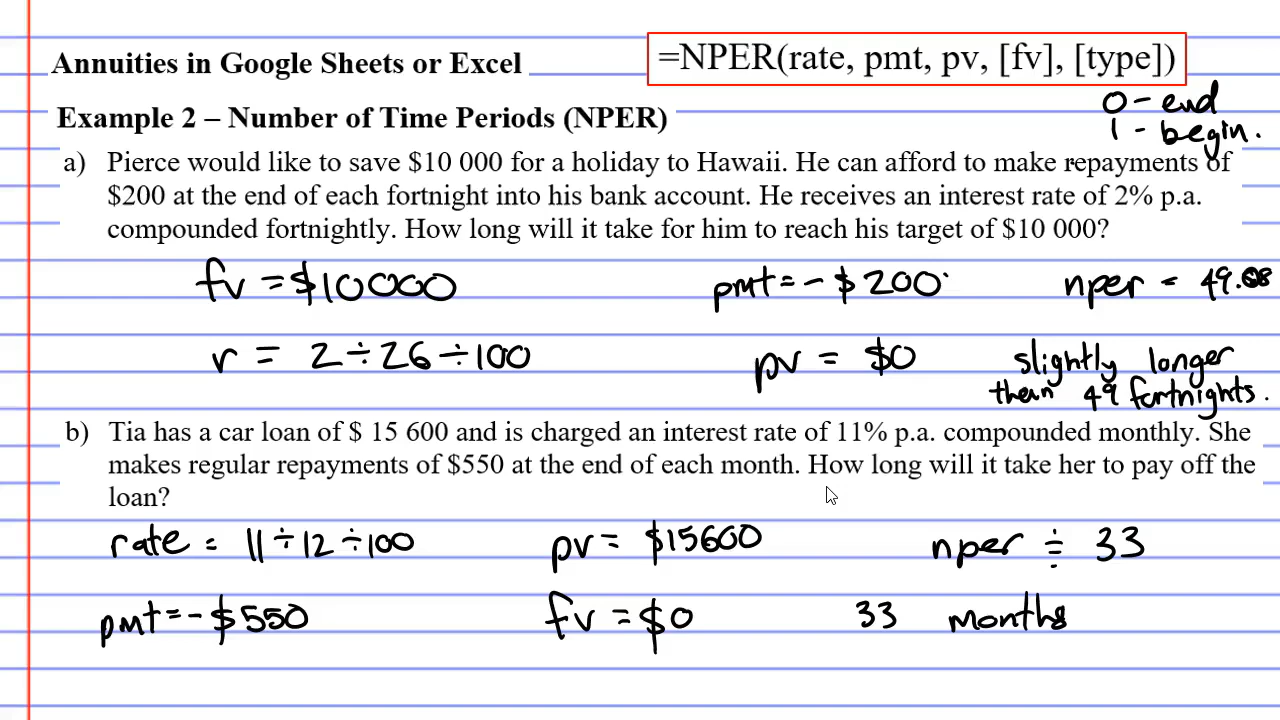 Annuities in Google Sheets or Excel
=NPER(rate, pmt, pv, [fv], [type])
0 - end
1 - begin.
Example 2 – Number of Time Periods (NPER)
a) Pierce would like to save $10 000 for a holiday to Hawaii. He can afford to make repayments of
$200 at the end of each fortnight into his bank account. He receives an interest rate of 2% p.a.
compounded fortnightly. How long will it take for him to reach his target of $10 000?
fv = $10000
pmt = - $200
nper = 49.08
r = 2 ÷ 26 ÷ 100
pv = $0
slightly longer
than 49 fortnights.
b) Tia has a car loan of $ 15 600 and is charged an interest rate of 11% p.a. compounded monthly. She
makes regular repayments of $550 at the end of each month. How long will it take her to pay off the
loan?
rate = 11 ÷ 12 ÷ 100
pv = $15600
nper ≑ 33
pmt = - $550
fv = $0
33 months